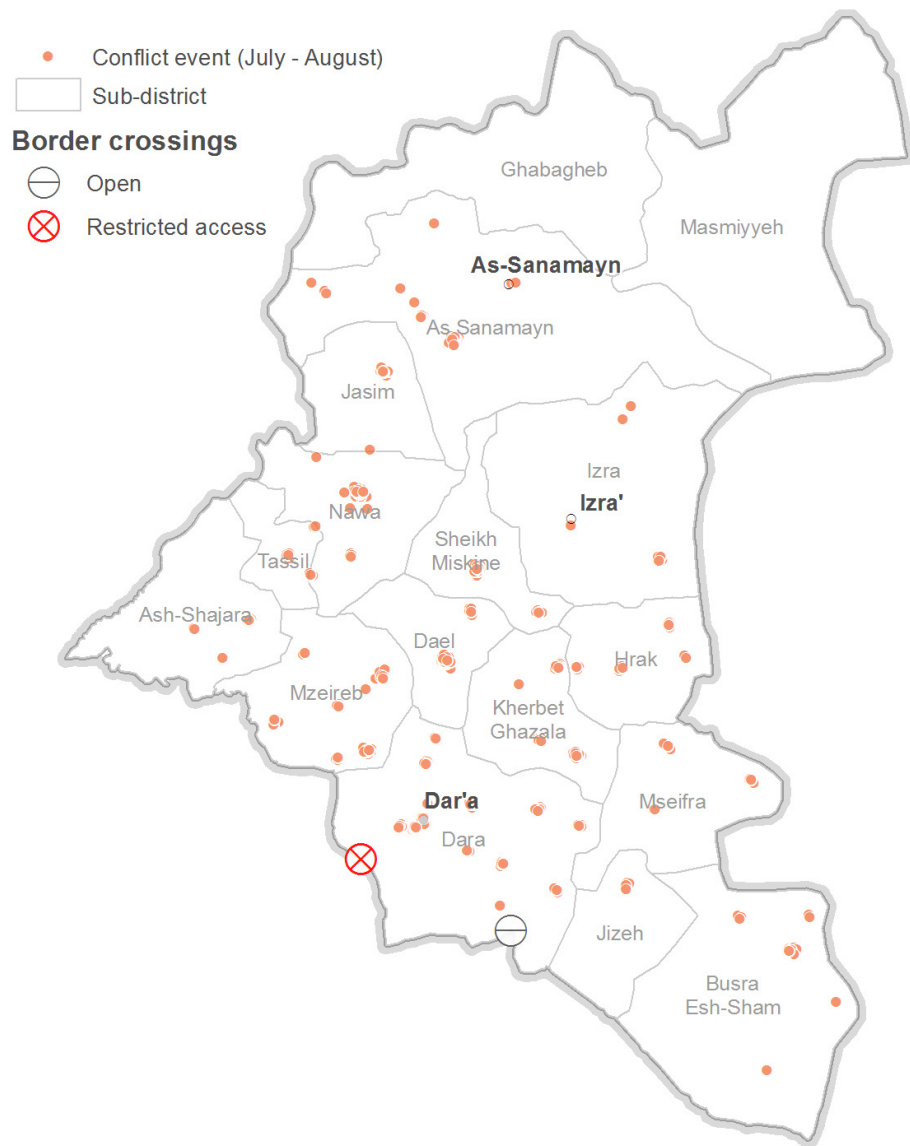 Conflict event (July - August)
Sub-district
Border crossings
Open
Restricted access
Ghabagheb
Masmiyyeh
As-Sanamayn
As Sanamayn
Jasim
Izra
Izra'
Nawa
Sheikh
Miskine
Tassil
Ash-Shajara
Dael
Hrak
Mzeireb
Kherbet
Ghazala
Dar'a
Mseifra
Dara
Jizeh
Busra
Esh-Sham